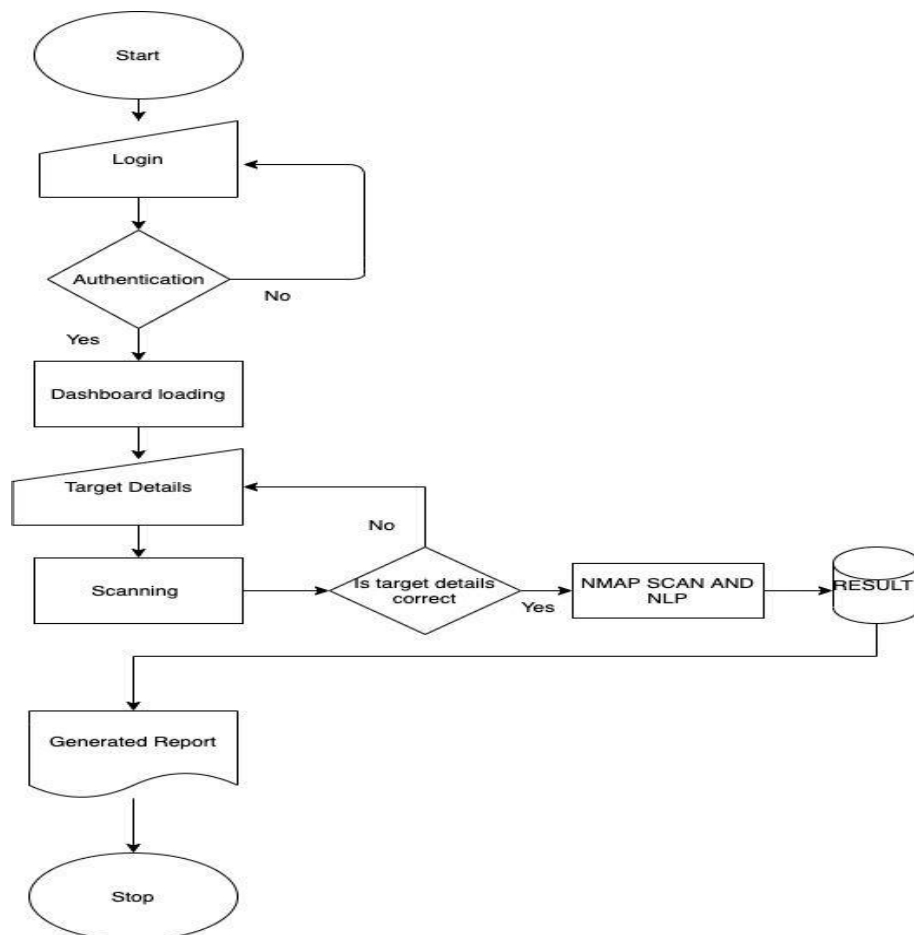 Start
Login
Authentication
No
Yes
Dashboard loading
Target Details
No
Scanning
Is target details
correct
Yes
NMAP SCAN AND
NLP
RESULT
Generated Report
Stop